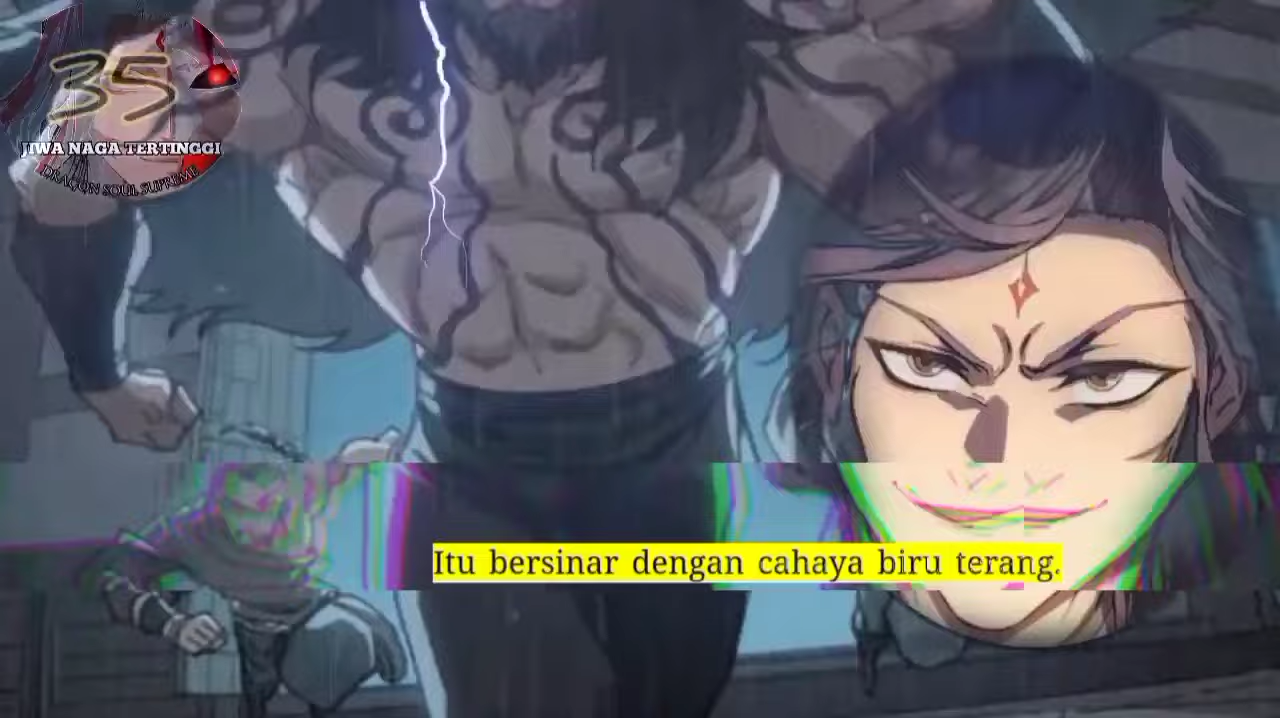 35
JIWA NAGA TERTINGGI
DRAGON SOUL SUPREME
Itu bersinar dengan cahaya biru terang.